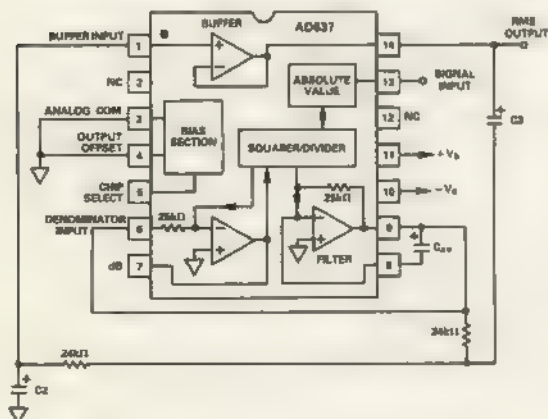 BUFFER
AD637
RMS OUTPUT
BUFFER INPUT
1
14
NC
2
ABSOLUTE VALUE
13
SIGNAL INPUT
ANALOG COM
3
BIAS SECTION
12
NC
C3
OUTPUT OFFSET
4
SQUARER/DIVIDER
11
+VS
CHIP SELECT
5
25kΩ
10
-VS
DENOMINATOR INPUT
6
25kΩ
9
CAV
dB
7
FILTER
8
24kΩ
24kΩ
C2